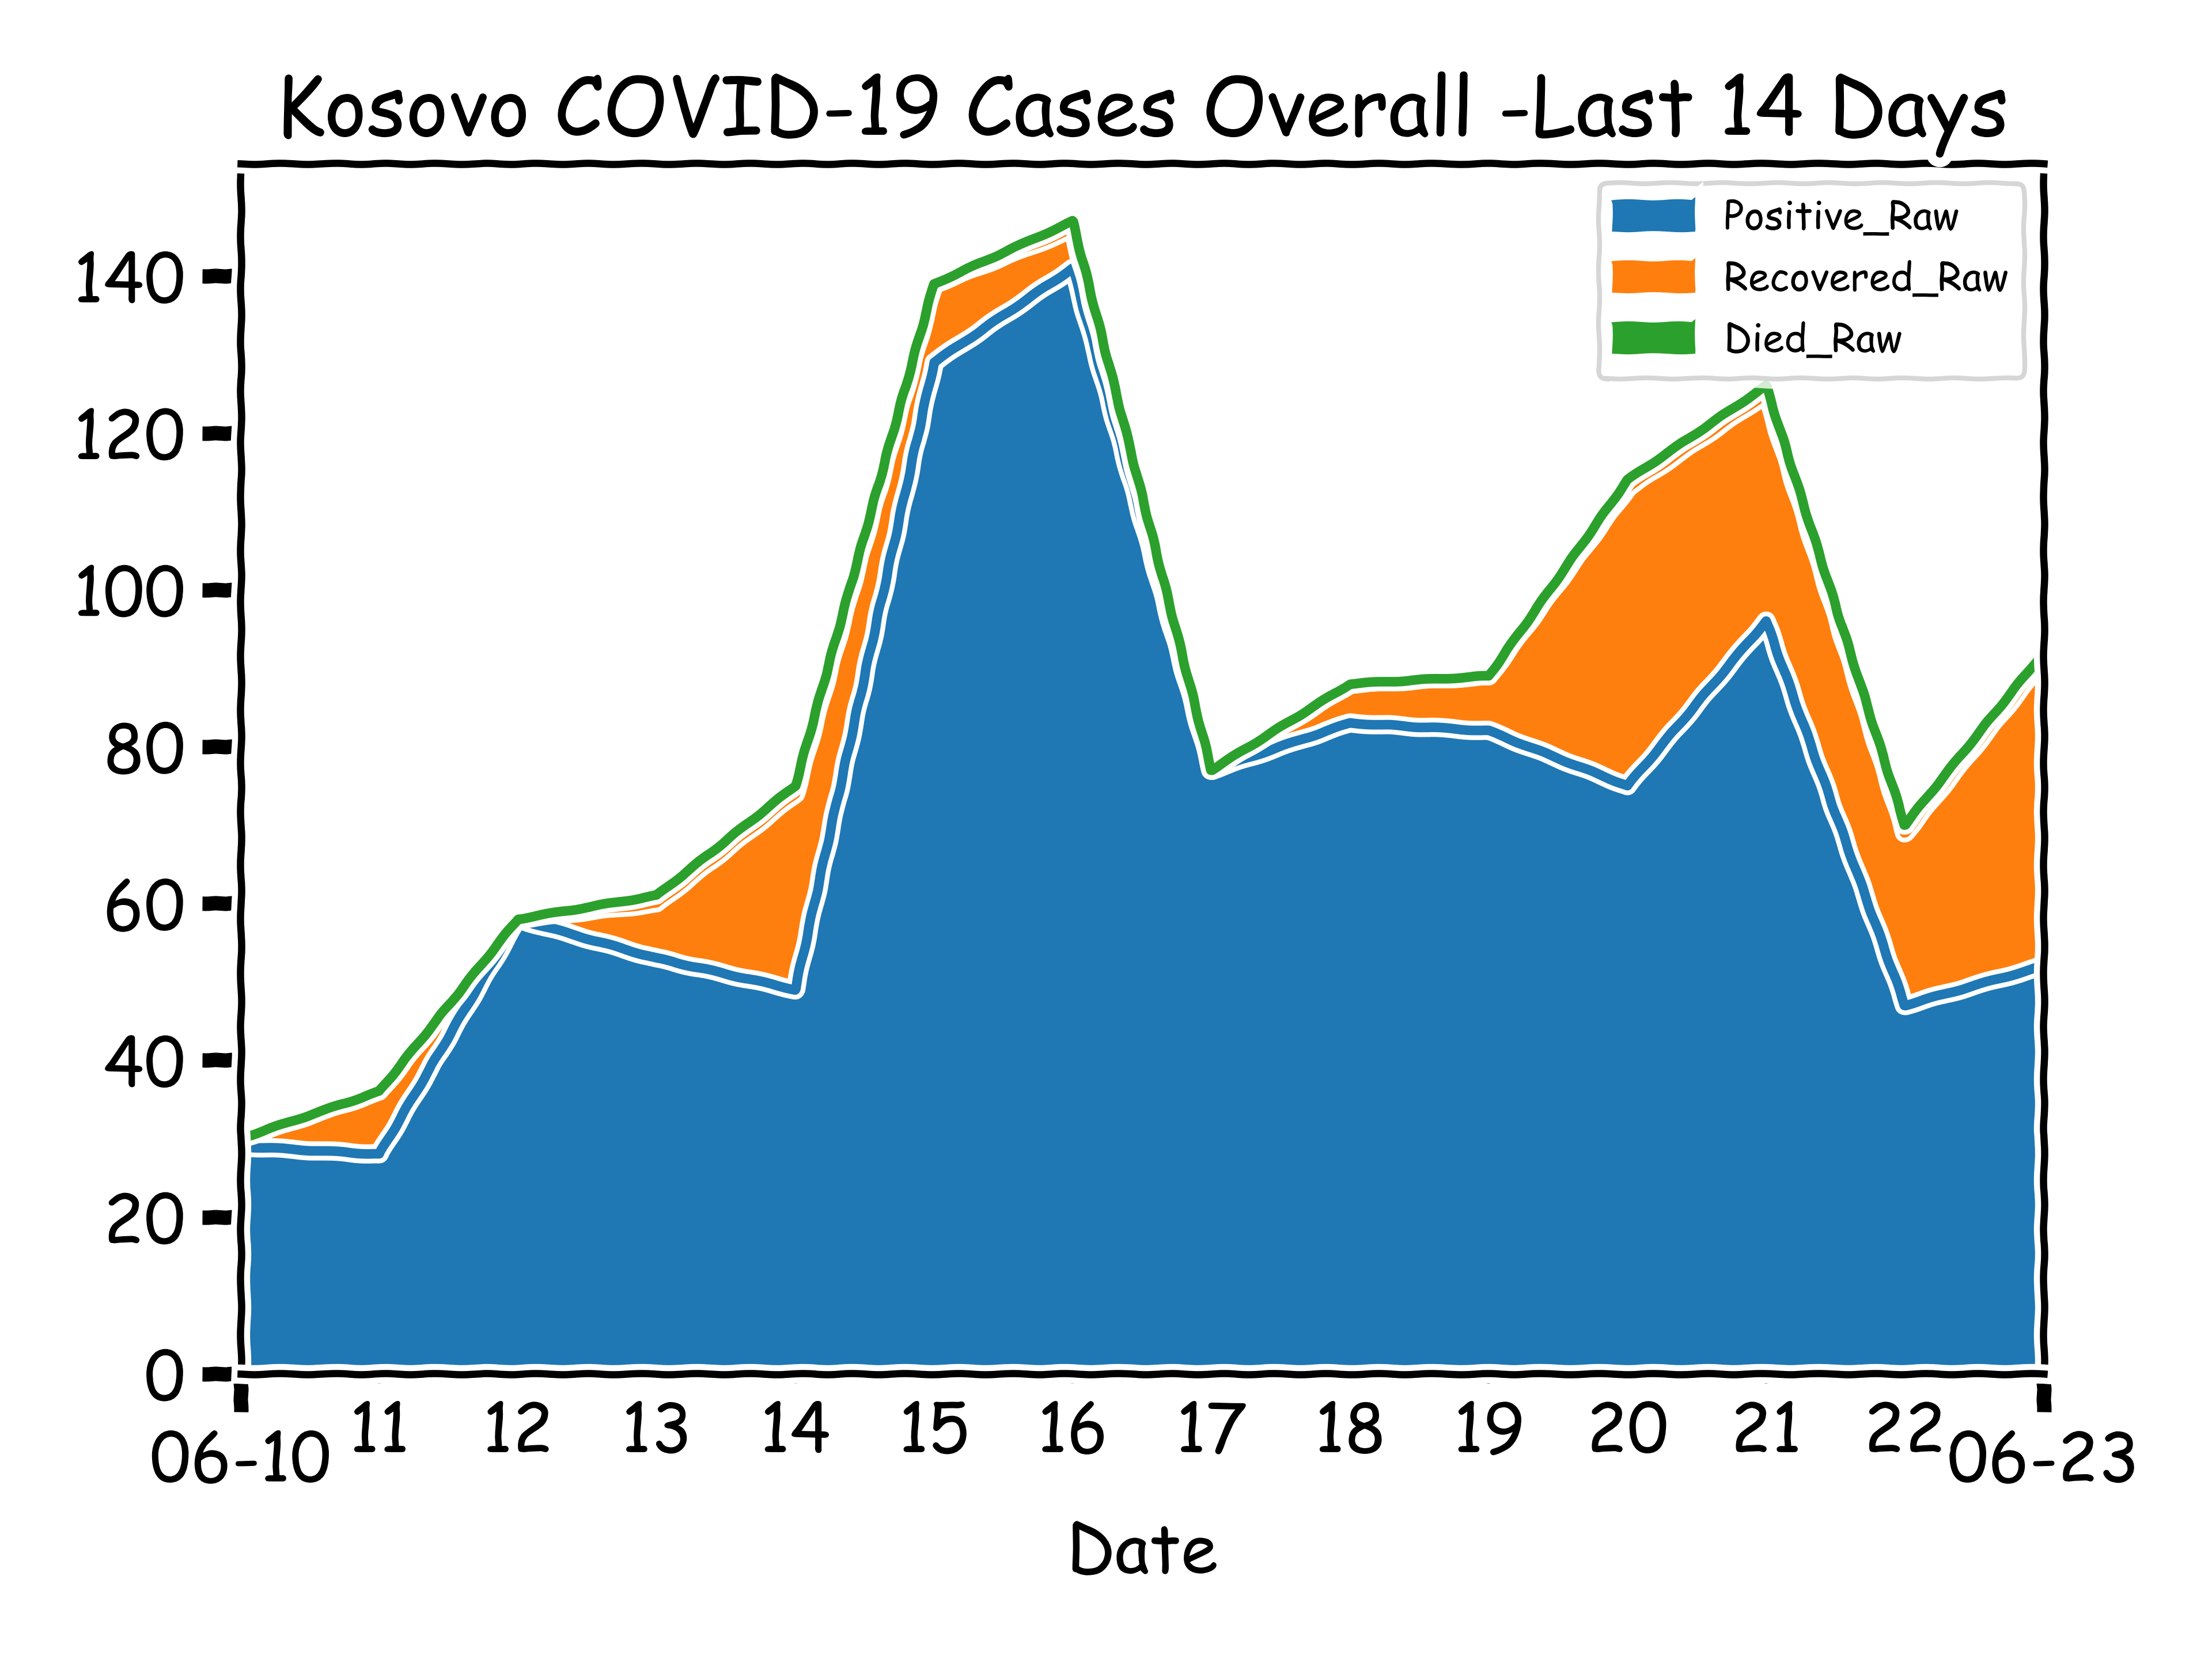 Kosovo COVID-19 Cases Overall -Last 14 Days
Positive_Raw
Recovered_Raw
Died_Raw
140
120
100
80
60
40
20
0
06-10 11 12 13 14 15 16 17 18 19 20 21 22 06-23
Date